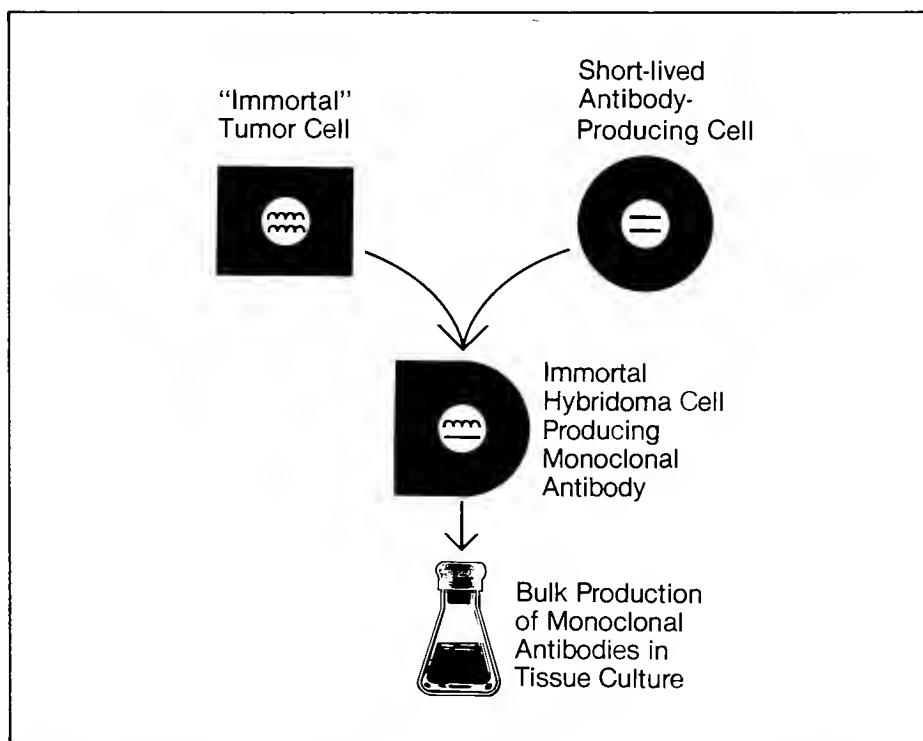 “Immortal”
Tumor Cell
Short-lived
Antibody-
Producing Cell
Immortal
Hybridoma Cell
Producing
Monoclonal
Antibody
Bulk Production
of Monoclonal
Antibodies in
Tissue Culture